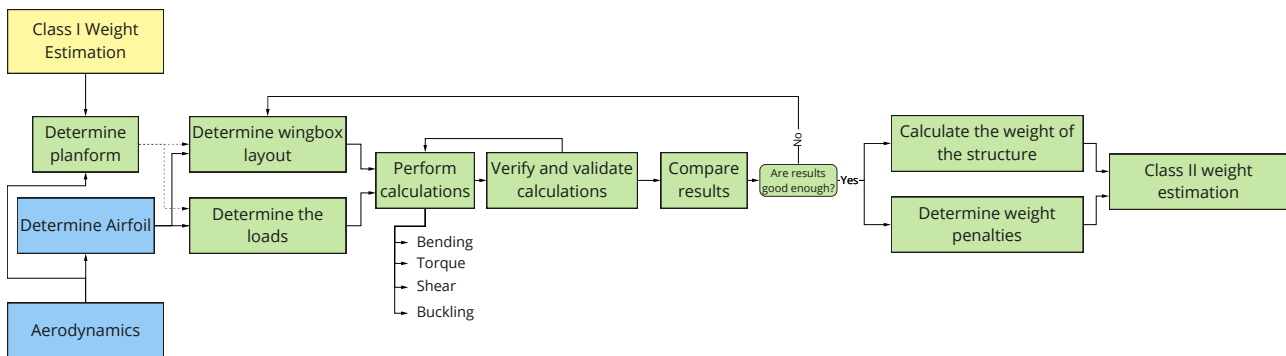 Class I Weight
Estimation
Determine
planform
Determine Airfoil
Aerodynamics
Determine wingbox
layout
Determine the
loads
Perform
calculations
Bending
Torque
Shear
Buckling
Verify and validate
calculations
Compare
results
Are results
good enough?
No
Yes
Calculate the weight of
the structure
Determine weight
penalties
Class II weight
estimation